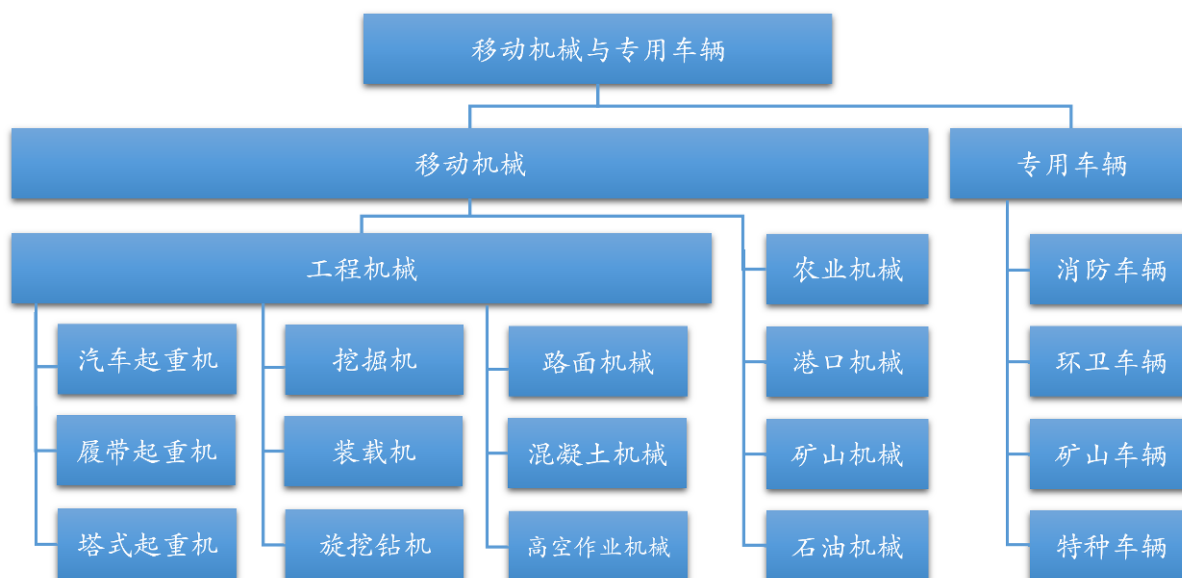 移动机械与专用车辆
移动机械
专用车辆
工程机械
农业机械
消防车辆
汽车起重机
挖掘机
路面机械
港口机械
环卫车辆
履带起重机
装载机
混凝土机械
矿山机械
矿山车辆
塔式起重机
旋挖钻机
高空作业机械
石油机械
特种车辆